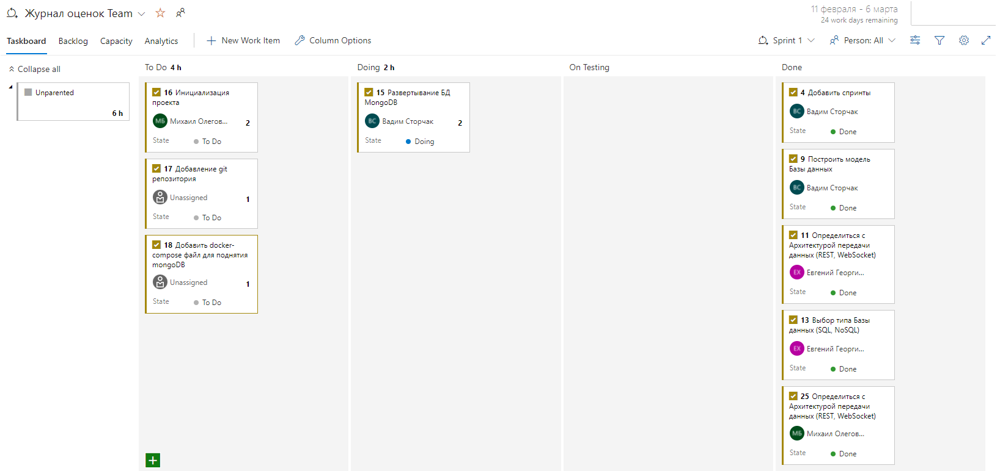 Журнал оценок Team
11 февраля - 6 марта
24 work days remaining
Taskboard Backlog Capacity Analytics New Work Item Column Options Sprint 1 Person: All
Collapse all
Unparented
6 h
To Do 4 h
16 Инициализация
проекта
МБ Михаил Олегов... 2
State To Do
17 Добавление git
репозитория
Unassigned 1
State To Do
18 Добавить docker-
compose файл для поднятия
mongoDB
Unassigned 1
State To Do
Doing 2 h
15 Развертывание БД
MongoDB
ВС Вадим Сторчак 2
State Doing
On Testing
Done
4 Добавить спринты
ВС Вадим Сторчак
State Done
9 Построить модель
Базы данных
ВС Вадим Сторчак
State Done
11 Определиться с
Архитектурой передачи
данных (REST, WebSocket)
ЕХ Евгений Георги...
State Done
13 Выбор типа Базы
данных (SQL, NoSQL)
ЕХ Евгений Георги...
State Done
25 Определиться с
Архитектурой передачи
данных (REST, WebSocket)
МБ Михаил Олегов...
State Done